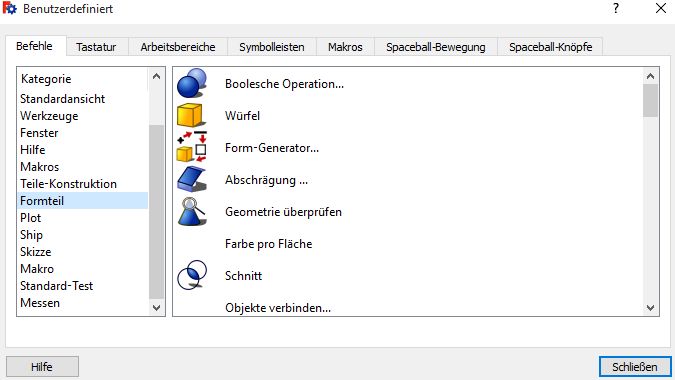 Benutzerdefiniert
Befehle Tastatur Arbeitsbereiche Symbolleisten Makros Spaceball-Bewegung Spaceball-Knöpfe
Kategorie
Standardansicht
Werkzeuge
Fenster
Hilfe
Makros
Teile-Konstruktion
Formteil
Plot
Ship
Skizze
Makro
Standard-Test
Messen
Boolesche Operation...
Würfel
Form-Generator...
Abschrägung ...
Geometrie überprüfen
Farbe pro Fläche
Schnitt
Objekte verbinden...
Hilfe
Schließen